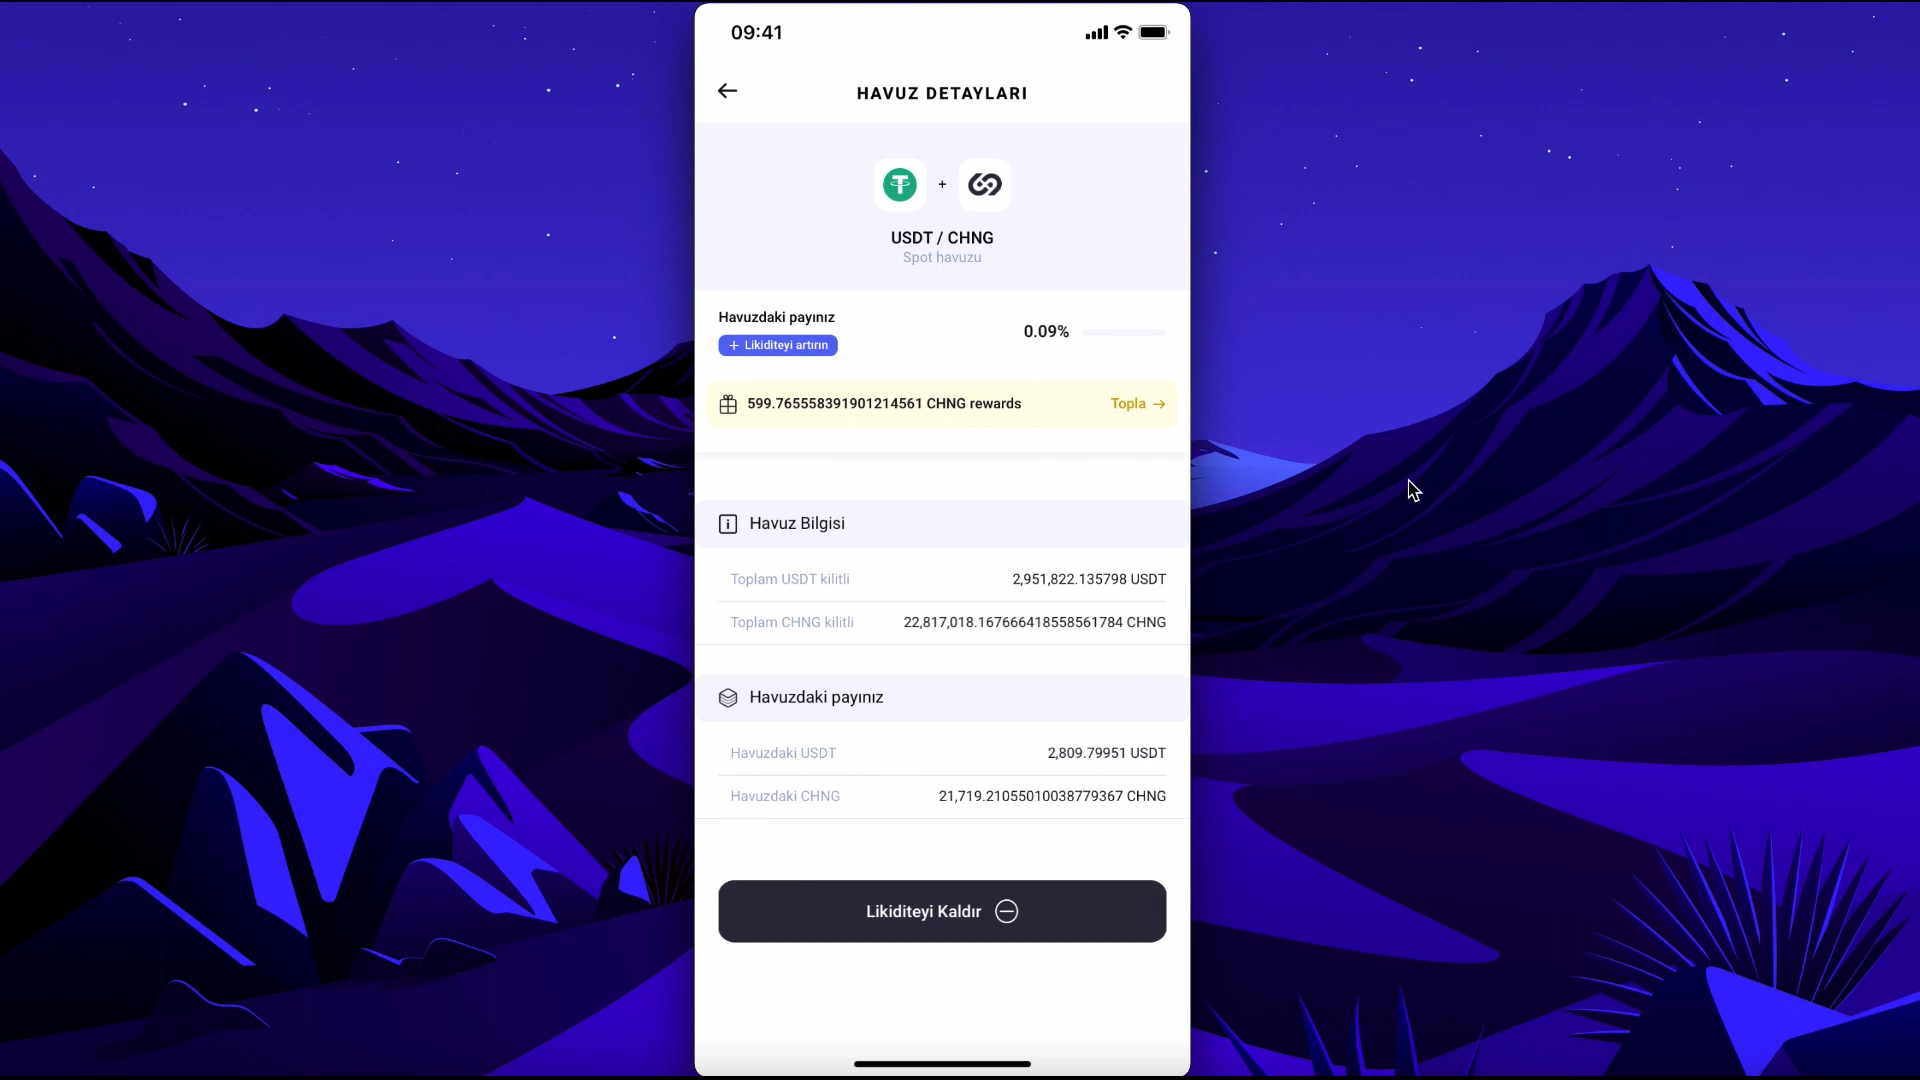 09:41
HAVUZ DETAYLARI
+
USDT / CHNG
Spot havuzu
Havuzdaki payınız
+ Likiditeyi artırın
0.09%
599.765558391901214561 CHNG rewards
Topla →
Havuz Bilgisi
Toplam USDT kilitli 2,951,822.135798 USDT
Toplam CHNG kilitli 22,817,018.167666418558561784 CHNG
Havuzdaki payınız
Havuzdaki USDT 2,809.79951 USDT
Havuzdaki CHNG 21,719.21055010038779367 CHNG
Likiditeyi Kaldır